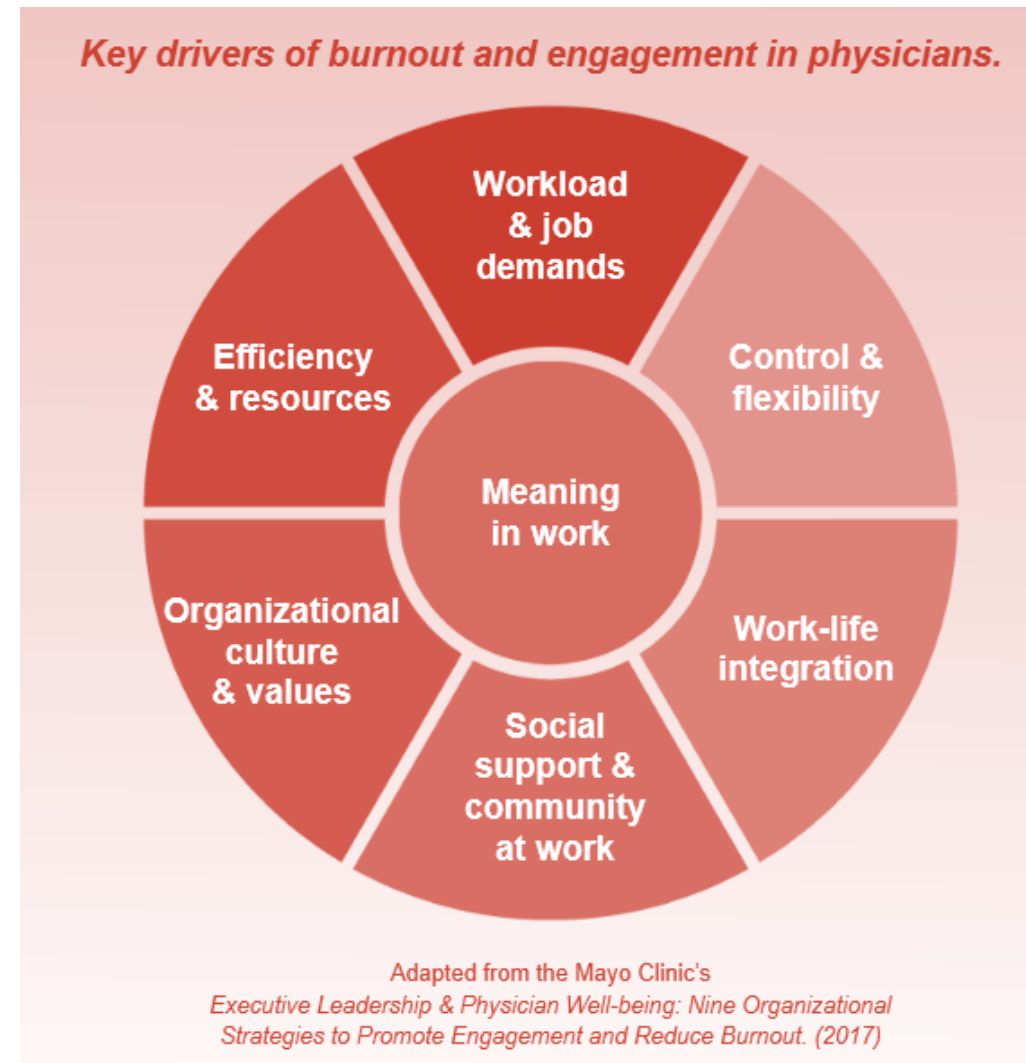 Key drivers of burnout and engagement in physicians.
Workload
& job
demands
Control &
flexibility
Work-life
integration
Social
support &
community
at work
Organizational
culture
& values
Efficiency
& resources
Meaning
in work
Adapted from the Mayo Clinic's
Executive Leadership & Physician Well-being: Nine Organizational
Strategies to Promote Engagement and Reduce Burnout. (2017)